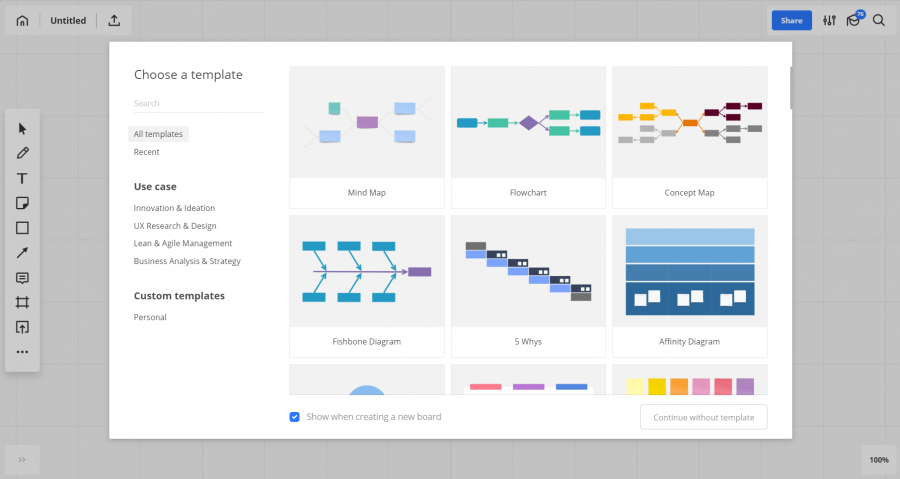 Untitled
Share
76
Choose a template
Search
All templates
Recent
Use case
Innovation & Ideation
UX Research & Design
Lean & Agile Management
Business Analysis & Strategy
Custom templates
Personal
Mind Map
Flowchart
Concept Map
Fishbone Diagram
5 Whys
Affinity Diagram
Show when creating a new board
Continue without template
T
100%